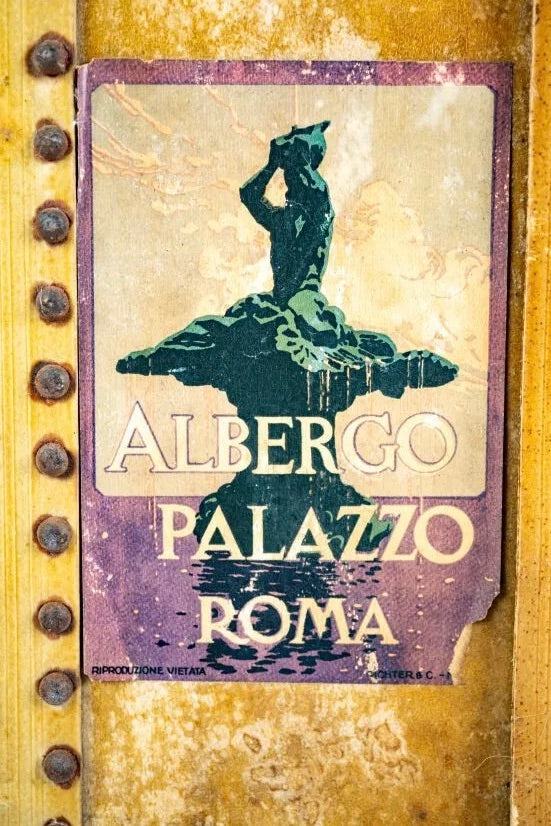 ALBERGO
PALAZZO
ROMA
RIPRODUZIONE VIETATA
& C. -